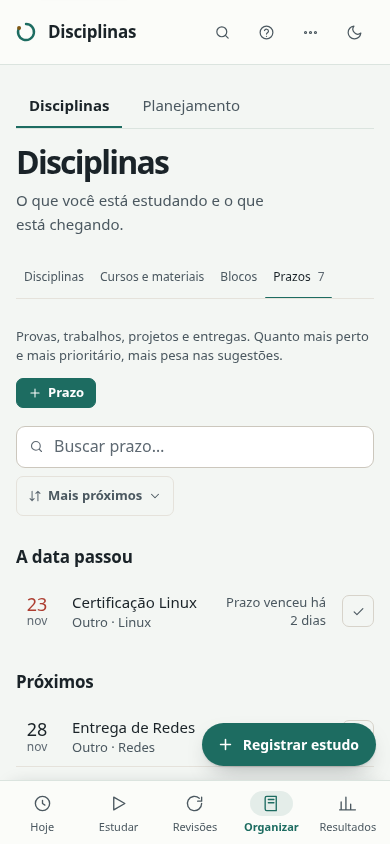 Disciplinas
Disciplinas Planejamento
Disciplinas
O que você está estudando e o que
está chegando.
Disciplinas Cursos e materiais Blocos Prazos 7
Provas, trabalhos, projetos e entregas. Quanto mais perto
e mais prioritário, mais pesa nas sugestões.
Prazo
Buscar prazo...
Mais próximos
A data passou
23 Certificação Linux Prazo venceu há
nov Outro · Linux 2 dias
Próximos
28 Entrega de Redes
nov Outro · Redes
Registrar estudo
Hoje Estudar Revisões Organizar Resultados